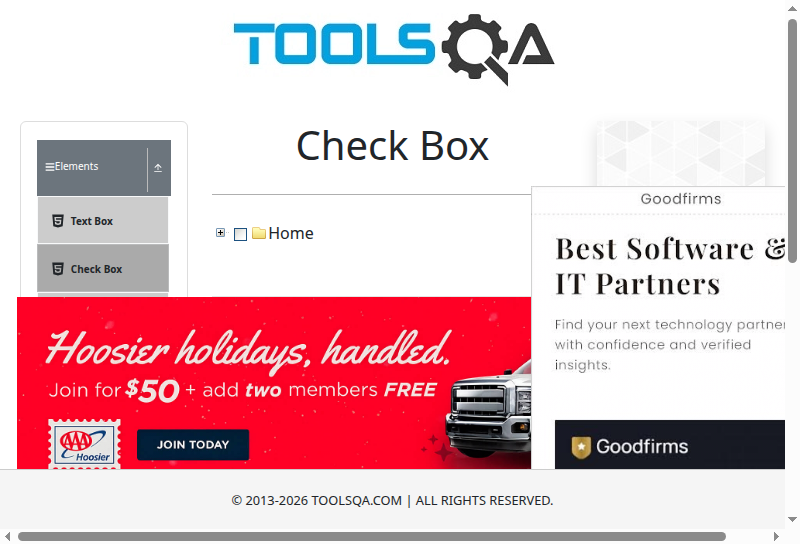 TOOLSQA
Check Box
Elements
Text Box
Check Box
Home
Goodfirms
Best Software &
IT Partners
Find your next technology partner
with confidence and verified
insights.
Goodfirms
Hoosier holidays, handled.
Join for $50 + add two members FREE
AAA
Hoosier
JOIN TODAY
© 2013-2026 TOOLSQA.COM | ALL RIGHTS RESERVED.